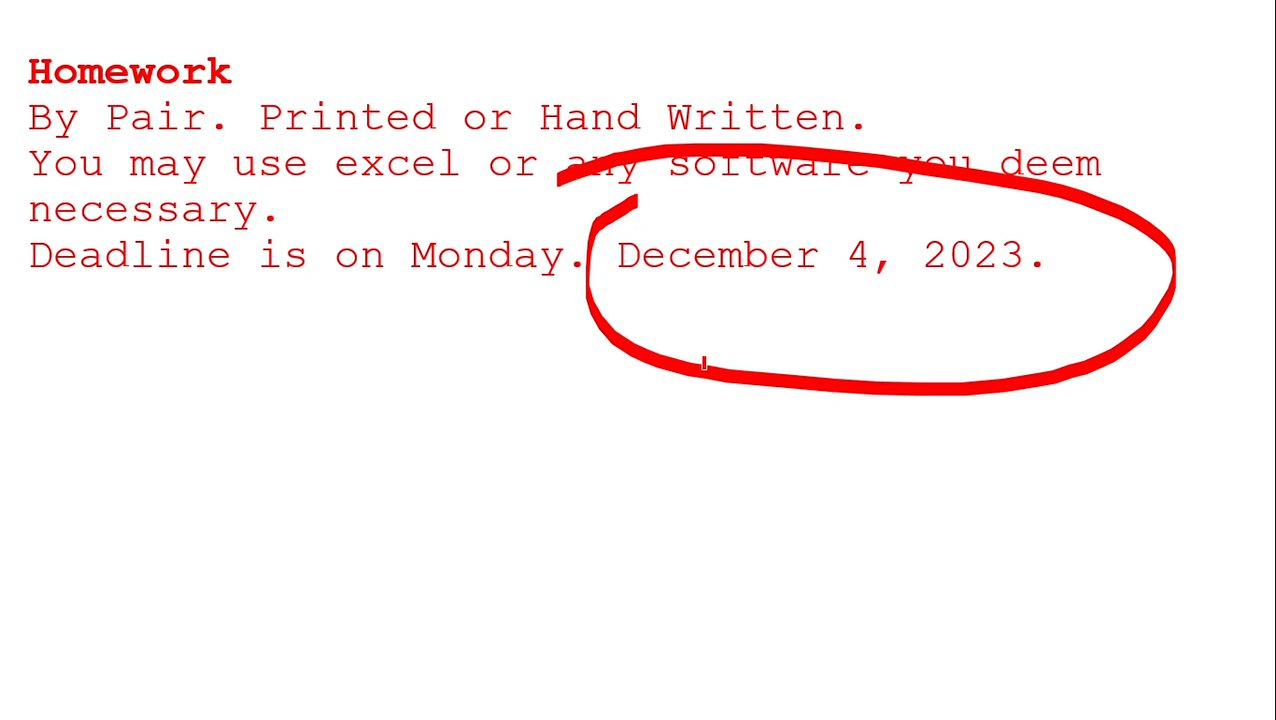 Homework
By Pair. Printed or Hand Written.
You may use excel or any software you deem
necessary.
Deadline is on Monday. December 4, 2023.